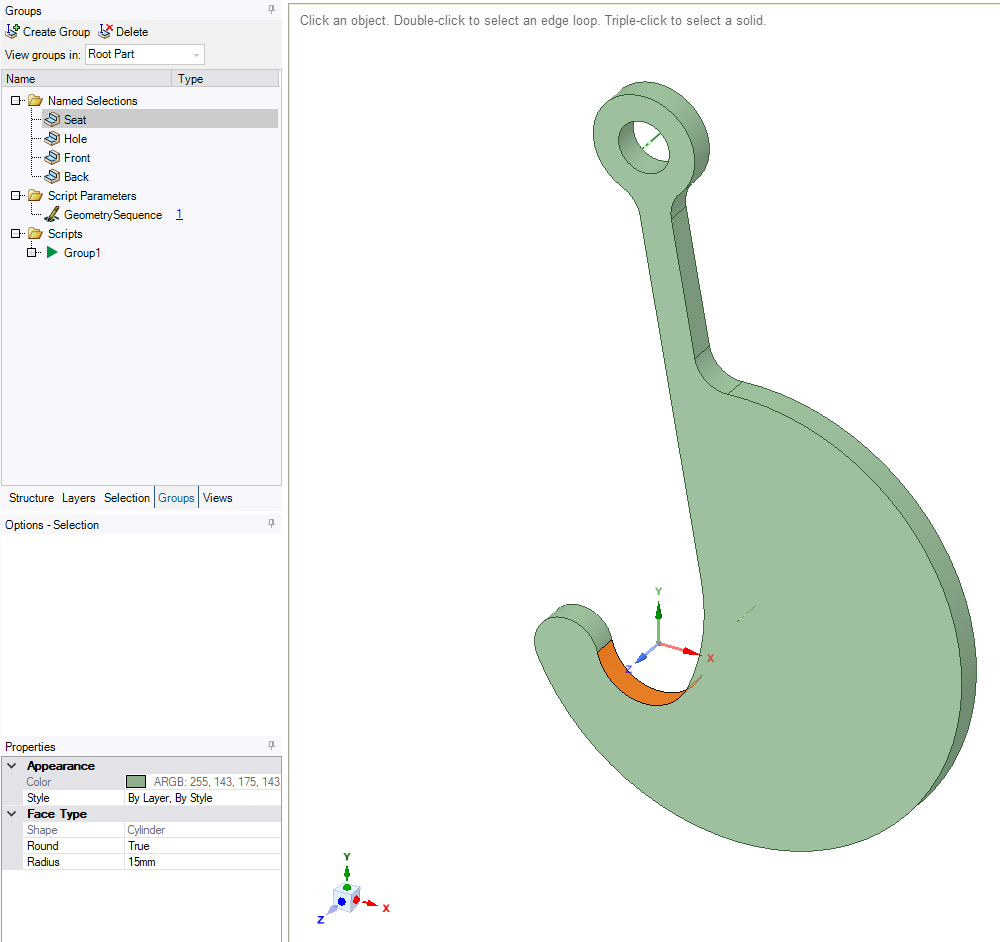 Groups
Create Group Delete
View groups in: Root Part
Name Type
Named Selections
Seat
Hole
Front
Back
Script Parameters
GeometrySequence 1
Scripts
Group1
Structure Layers Selection Groups Views
Options - Selection
Properties
Appearance
Color ARGB: 255, 143, 175, 143
Style By Layer, By Style
Face Type
Shape Cylinder
Round True
Radius 15mm
Click an object. Double-click to select an edge loop. Triple-click to select a solid.
Y
X
Z
Y
X
Z